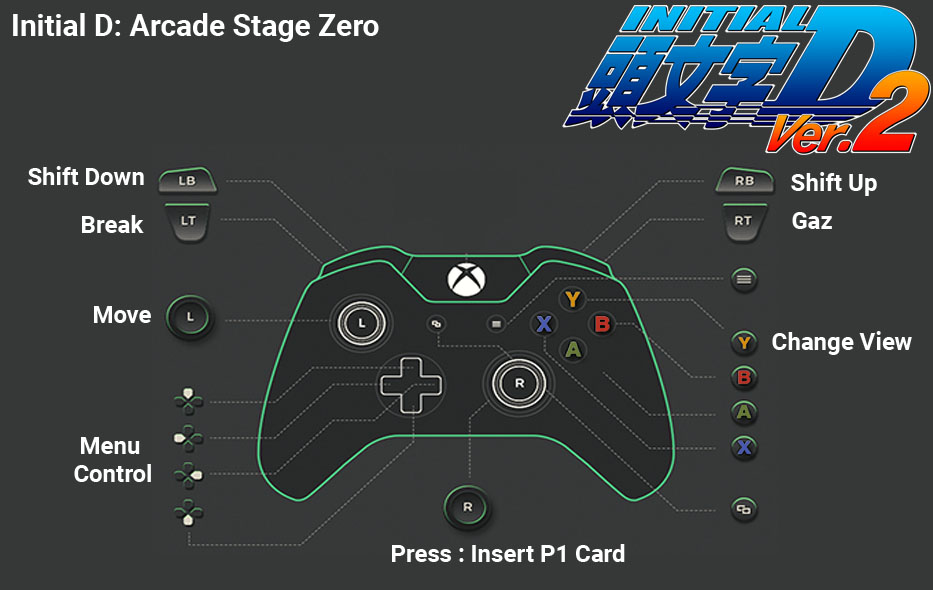 Initial D: Arcade Stage Zero
INITIAL
頭文字D
Ver.2
Shift Down
LB
RB
Shift Up
Break
LT
RT
Gaz
Move
L
L
Y
X
B
A
Y
Change View
B
R
A
Menu
Control
X
R
Press : Insert P1 Card